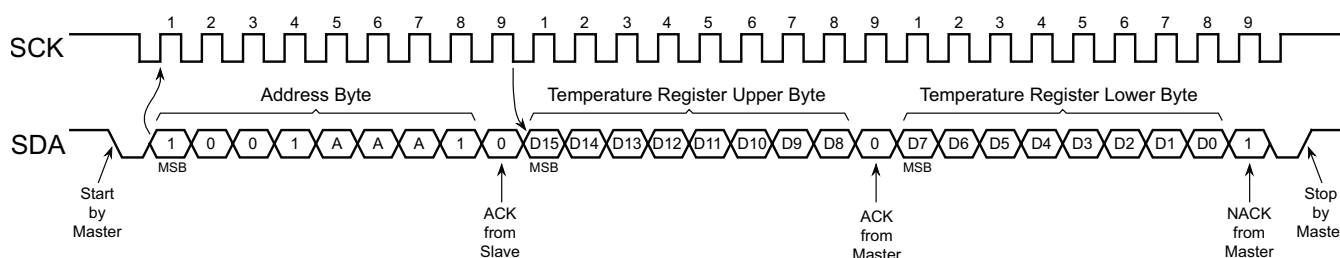 1 2 3 4 5 6 7 8 9 1 2 3 4 5 6 7 8 9 1 2 3 4 5 6 7 8 9
SCK
Address Byte Temperature Register Upper Byte Temperature Register Lower Byte
SDA 1 0 0 1 A A A 1 0 D15 D14 D13 D12 D11 D10 D9 D8 0 D7 D6 D5 D4 D3 D2 D1 D0 1
MSB MSB MSB
Start
by
Master
ACK
from
Slave
ACK
from
Master
NACK
from
Master
Stop
by
Maste